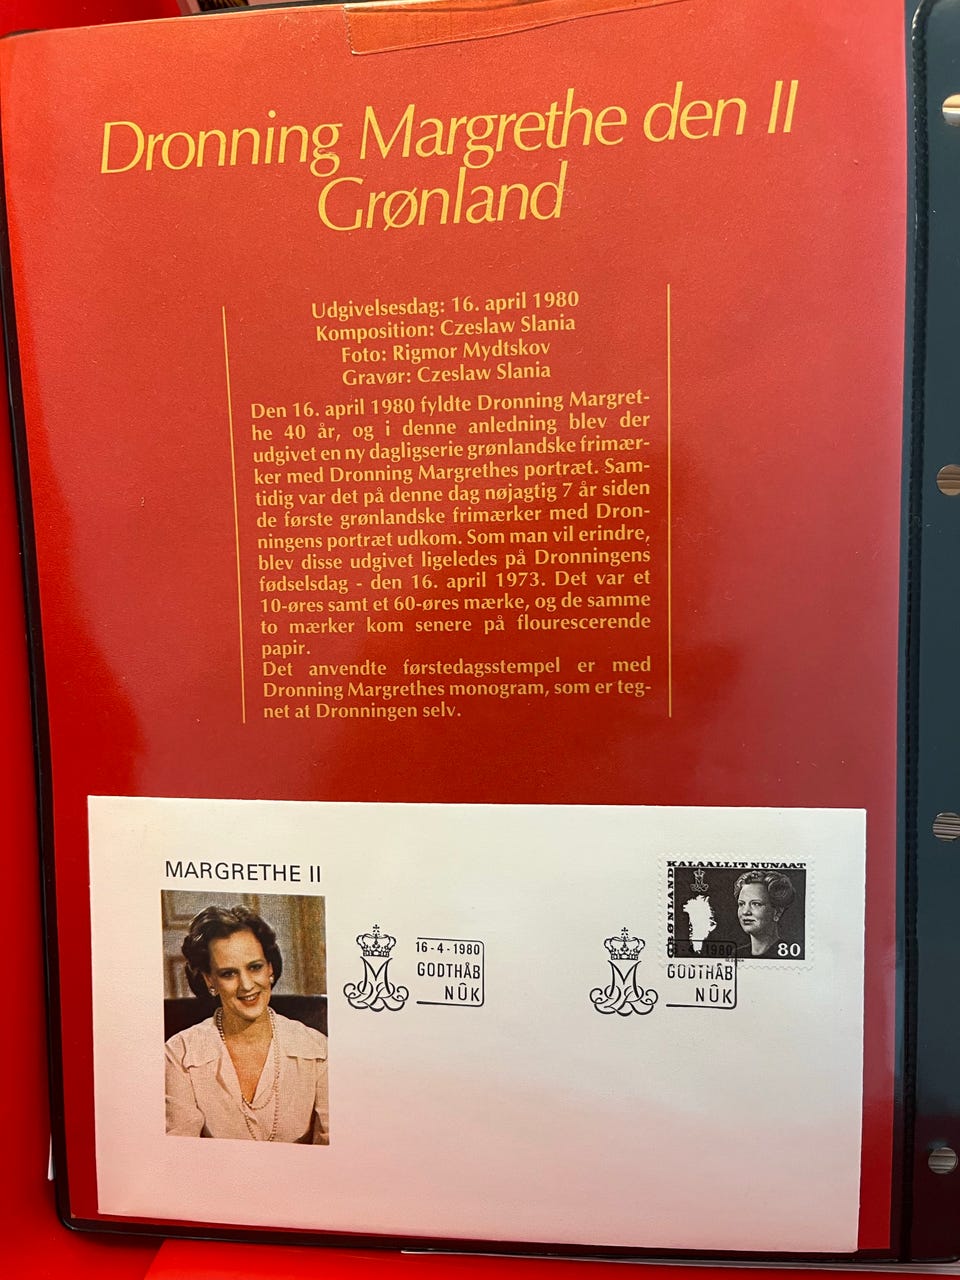 Dronning Margrethe den II
Grønland
Udgivelsesdag: 16. april 1980
Komposition: Czeslaw Slania
Foto: Rigmor Mydtskov
Gravør: Czeslaw Slania
Den 16. april 1980 fyldte Dronning Margret-
he 40 år, og i denne anledning blev der
udgivet en ny dagligserie grønlandske frimær-
ker med Dronning Margrethes portræt. Sam-
tidig var det på denne dag nøjagtig 7 år siden
de første grønlandske frimærker med Dron-
ningens portræt udkom. Som man vil erindre,
blev disse udgivet ligeledes på Dronningens
fødselsdag - den 16. april 1973. Det var et
10-øres samt et 60-øres mærke, og de samme
to mærker kom senere på flourescerende
papir.
Det anvendte førstedagsstempel er med
Dronning Margrethes monogram, som er teg-
net at Dronningen selv.
MARGRETHE II
16-4-1980
GODTHÅB
NÛK
KALAALLIT NUNAAT
GRØNLAND
80
16-4-1980
GODTHÅB
NÛK